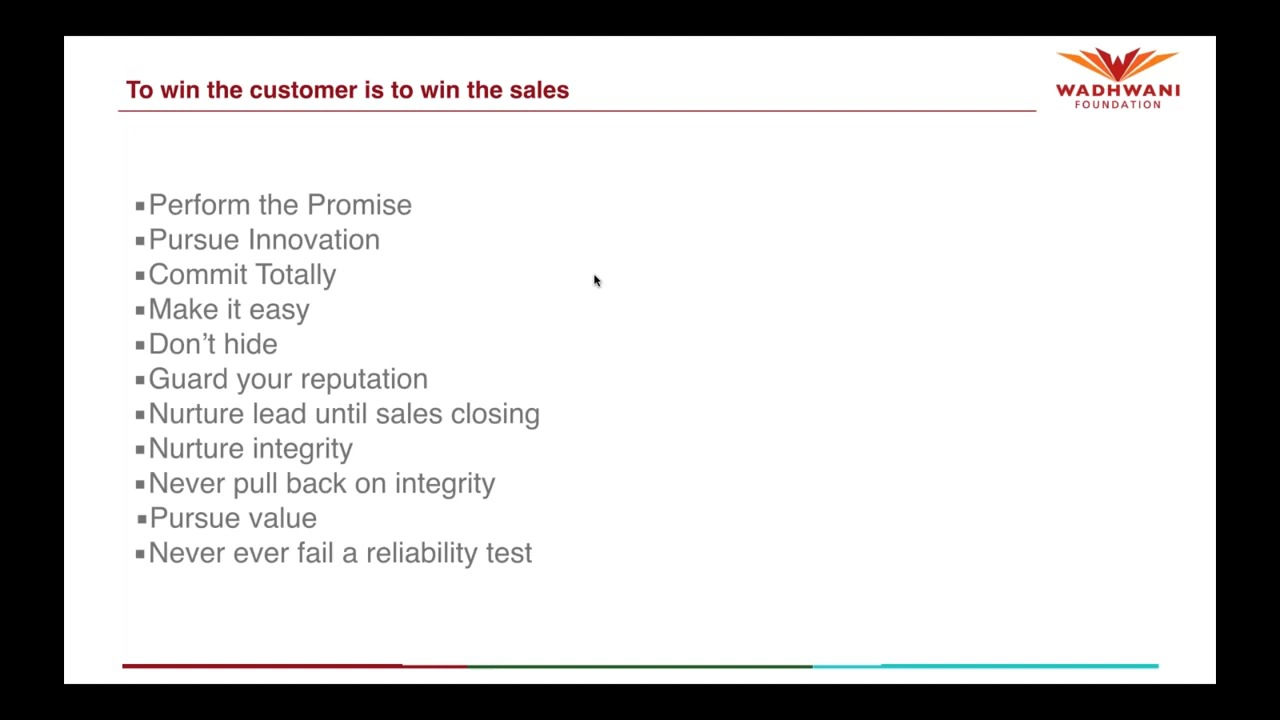 To win the customer is to win the sales
WADHWANI
FOUNDATION
▪Perform the Promise
▪Pursue Innovation
▪Commit Totally
▪Make it easy
▪Don’t hide
▪Guard your reputation
▪Nurture lead until sales closing
▪Nurture integrity
▪Never pull back on integrity
▪Pursue value
▪Never ever fail a reliability test